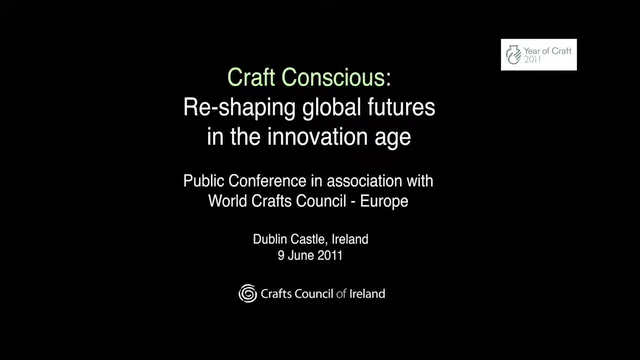 Year of Craft
2011
Craft Conscious:
Re-shaping global futures
in the innovation age
Public Conference in association with
World Crafts Council - Europe
Dublin Castle, Ireland
9 June 2011
Crafts Council of Ireland